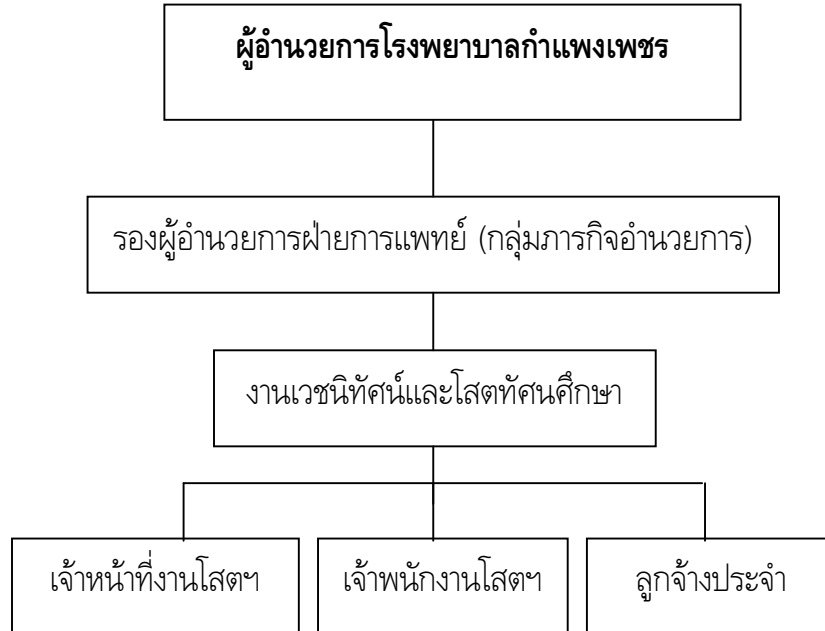 ผู้อำนวยการโรงพยาบาลกำแพงเพชร
รองผู้อำนวยการฝ่ายการแพทย์ (กลุ่มภารกิจอำนวยการ)
งานเวชนิทัศน์และโสตทัศนศึกษา
เจ้าหน้าที่งานโสตฯ
เจ้าพนักงานโสตฯ
ลูกจ้างประจำ